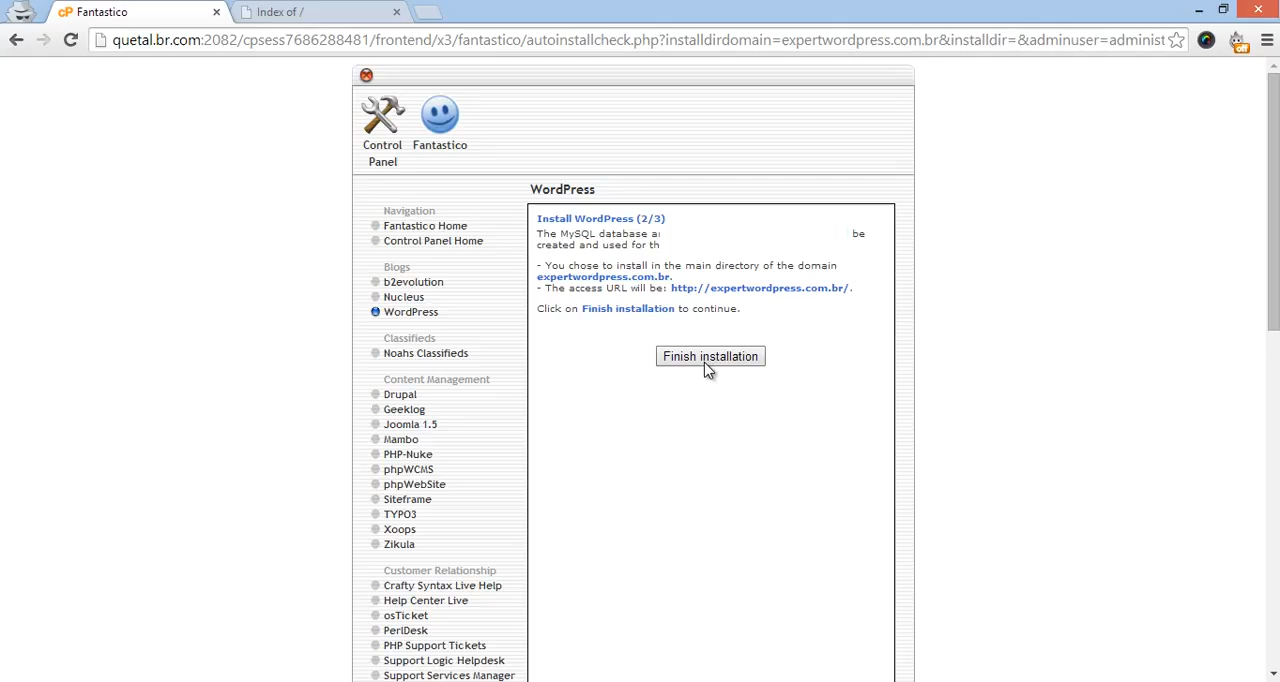 Fantastico
Index of /
quetal.br.com:2082/cpsess7686288481/frontend/x3/fantastico/autoinstallcheck.php?installdirdomain=expertwordpress.com.br&installdir=&adminuser=administ
off
Control
Panel
Fantastico
WordPress
Navigation
Fantastico Home
Control Panel Home
Blogs
b2evolution
Nucleus
WordPress
Classifieds
Noahs Classifieds
Content Management
Drupal
Geeklog
Joomla 1.5
Mambo
PHP-Nuke
phpWCMS
phpWebSite
Siteframe
TYPO3
Xoops
Zikula
Customer Relationship
Crafty Syntax Live Help
Help Center Live
osTicket
PerlDesk
PHP Support Tickets
Support Logic Helpdesk
Support Services Manager
Install WordPress (2/3)
The MySQL database be
created and used for
- You chose to install in the main directory of the domain
expertwordpress.com.br.
- The access URL will be: http://expertwordpress.com.br/.
Click on Finish installation to continue.
Finish installation